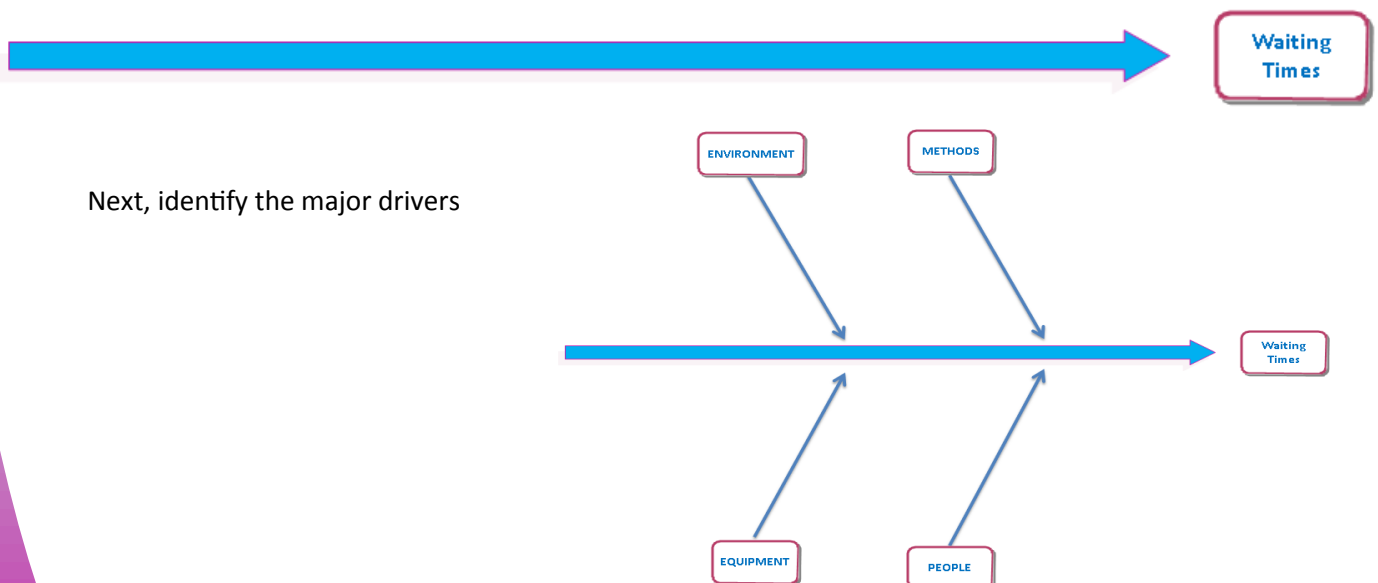 Waiting
Times
ENVIRONMENT
METHODS
Next, identify the major drivers
Waiting
Times
EQUIPMENT
PEOPLE